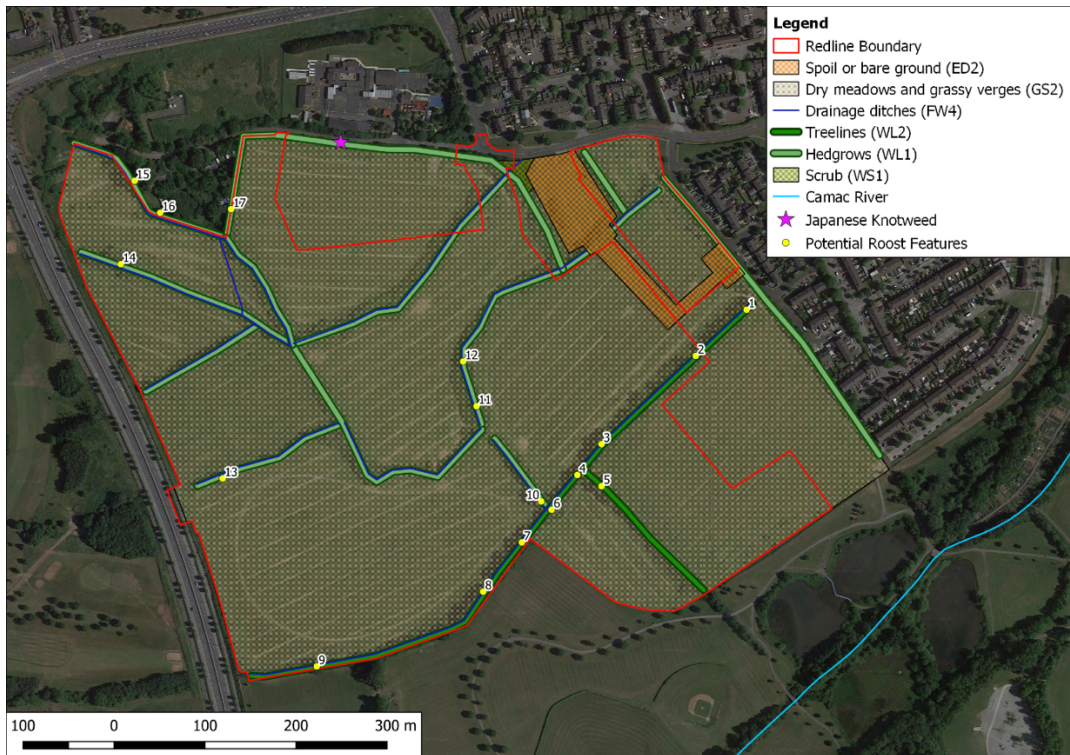 Legend
Redline Boundary
Spoil or bare ground (ED2)
Dry meadows and grassy verges (GS2)
Drainage ditches (FW4)
Treelines (WL2)
Hedgrows (WL1)
Scrub (WS1)
Camac River
Japanese Knotweed
Potential Roost Features
15
16
17
14
1
2
12
11
3
4
13
5
10
6
7
8
9
100 0 100 200 300 m